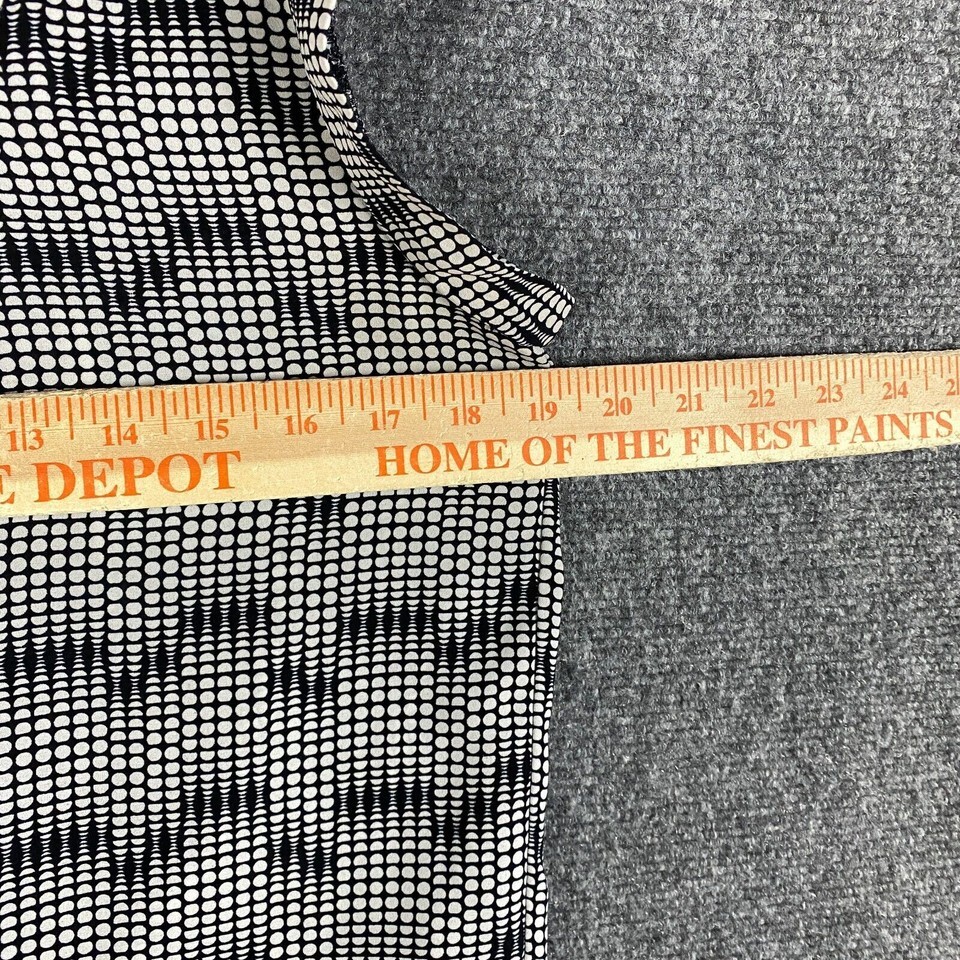 13 14 15 16 17 18 19 20 21 22 23 24
E DEPOT HOME OF THE FINEST PAINTS